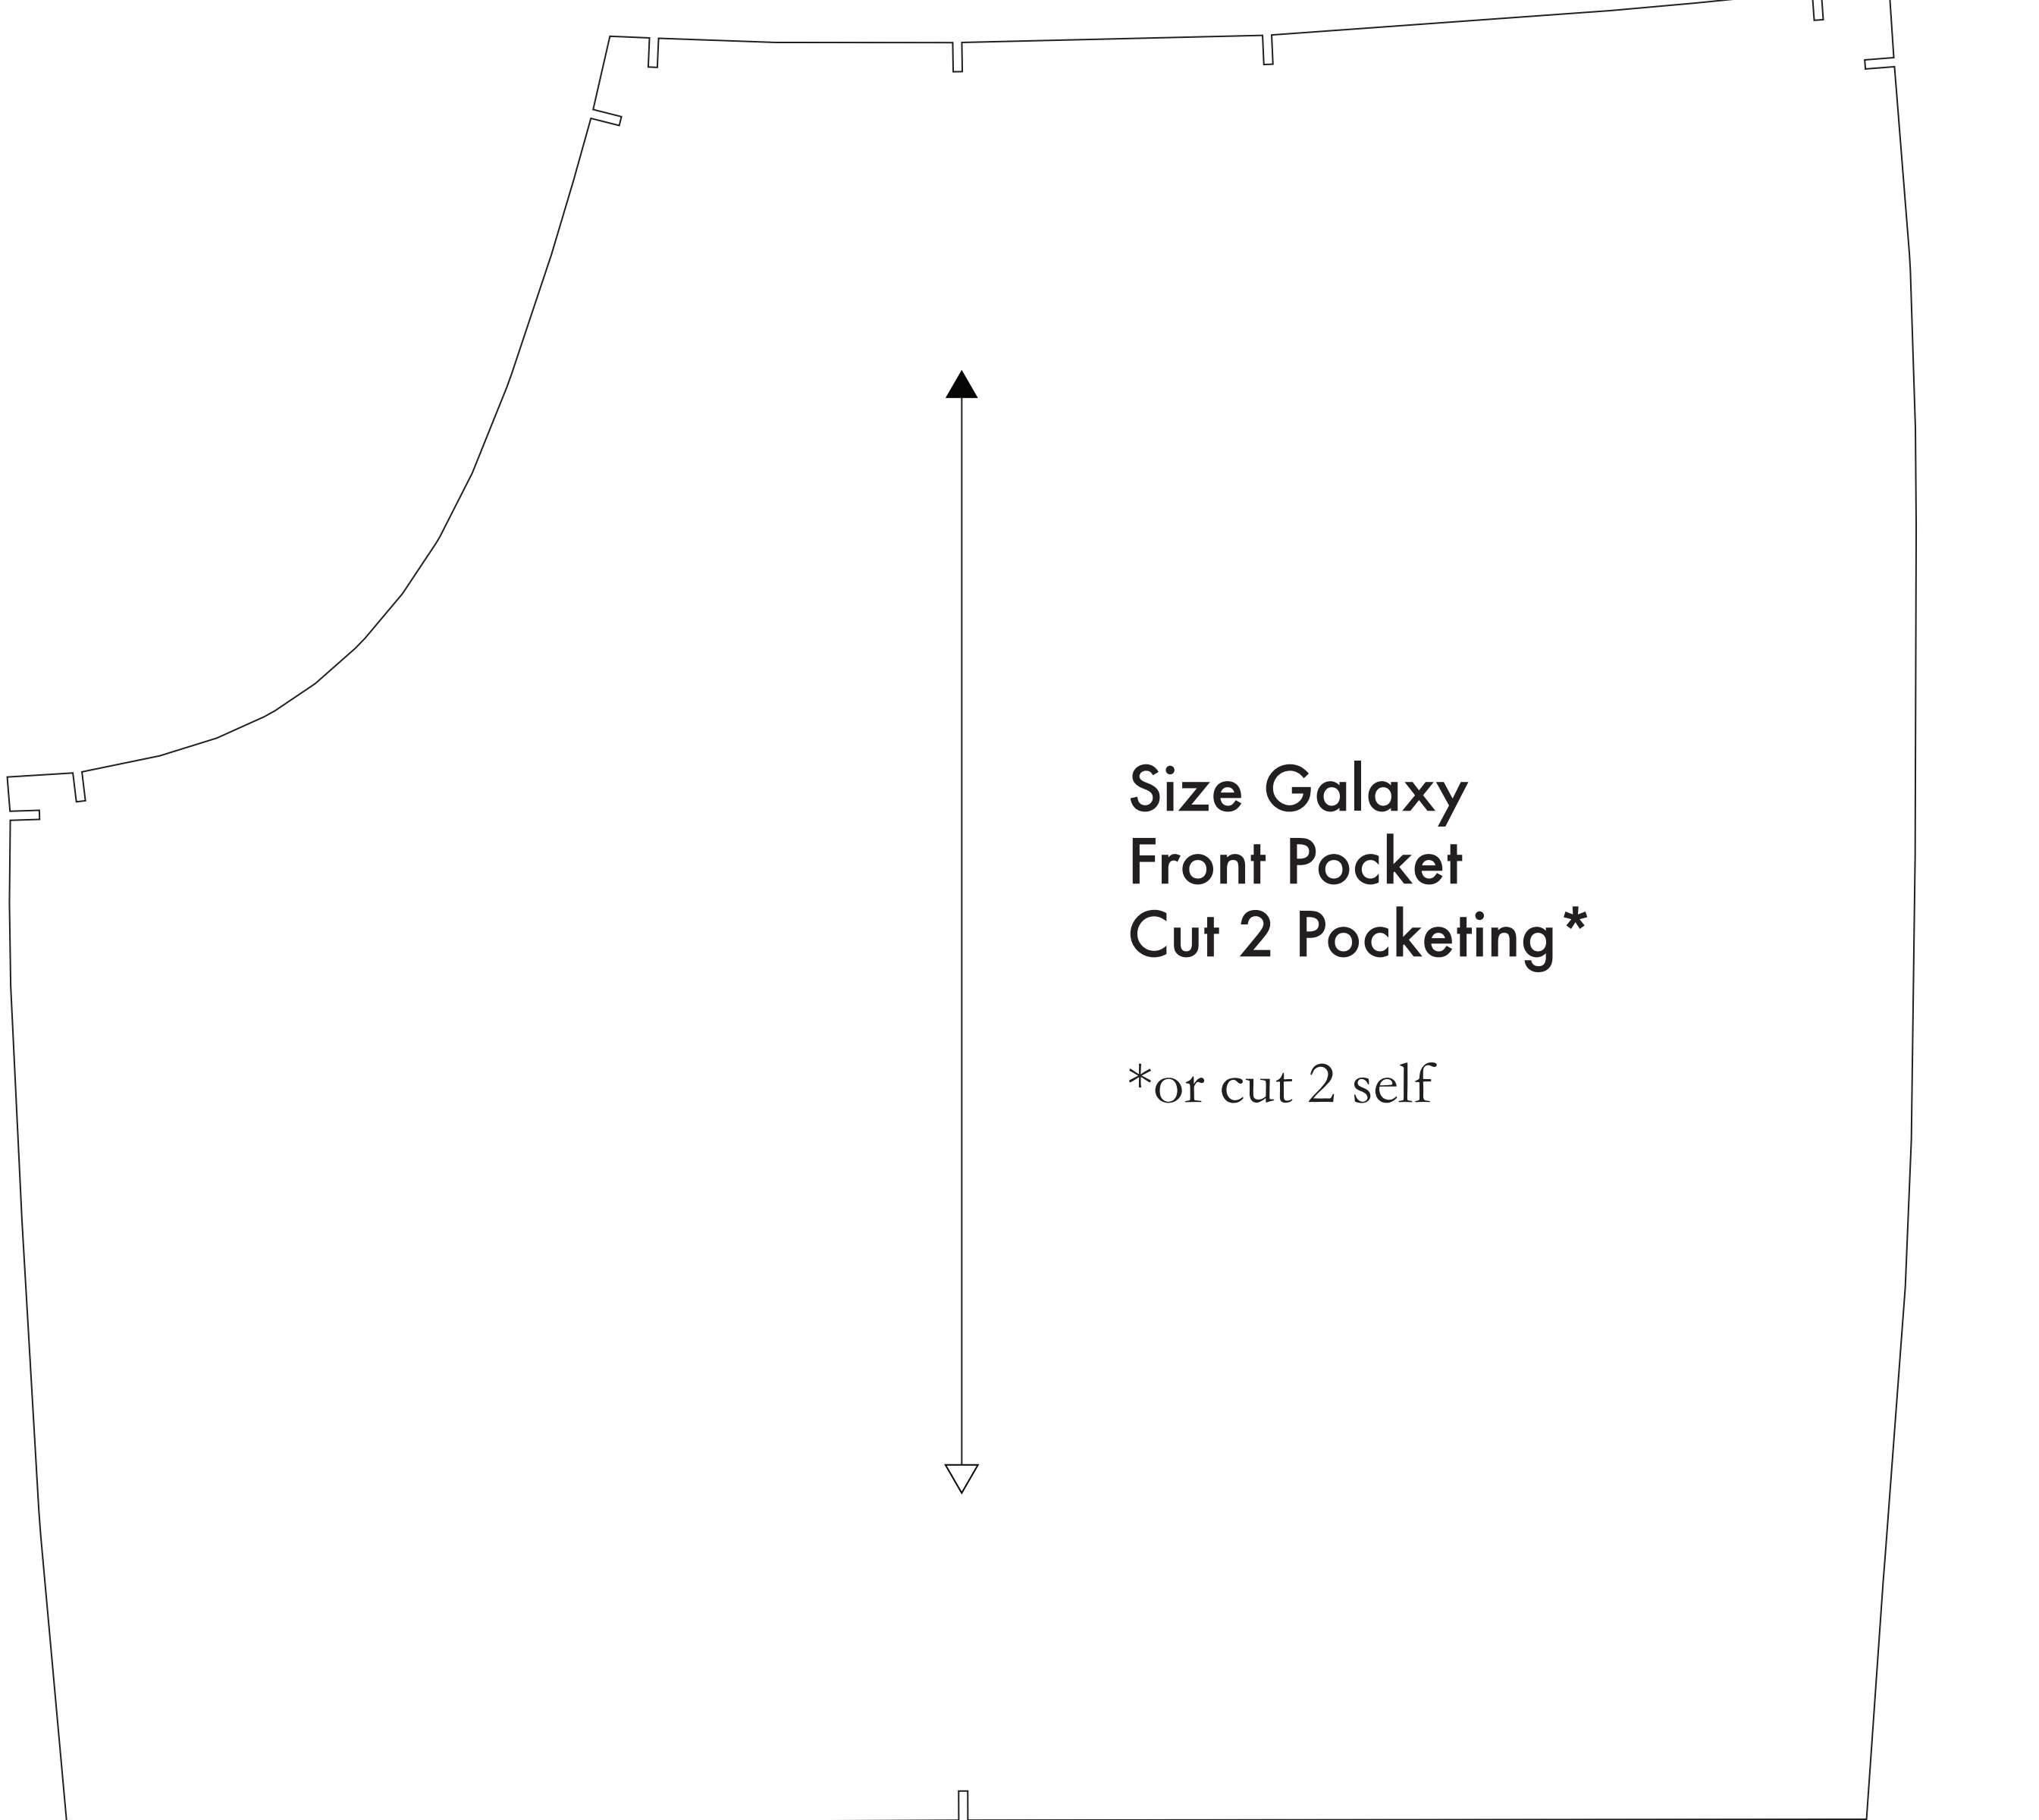 Size Galaxy
Front Pocket
Cut 2 Pocketing*
*or cut 2 self